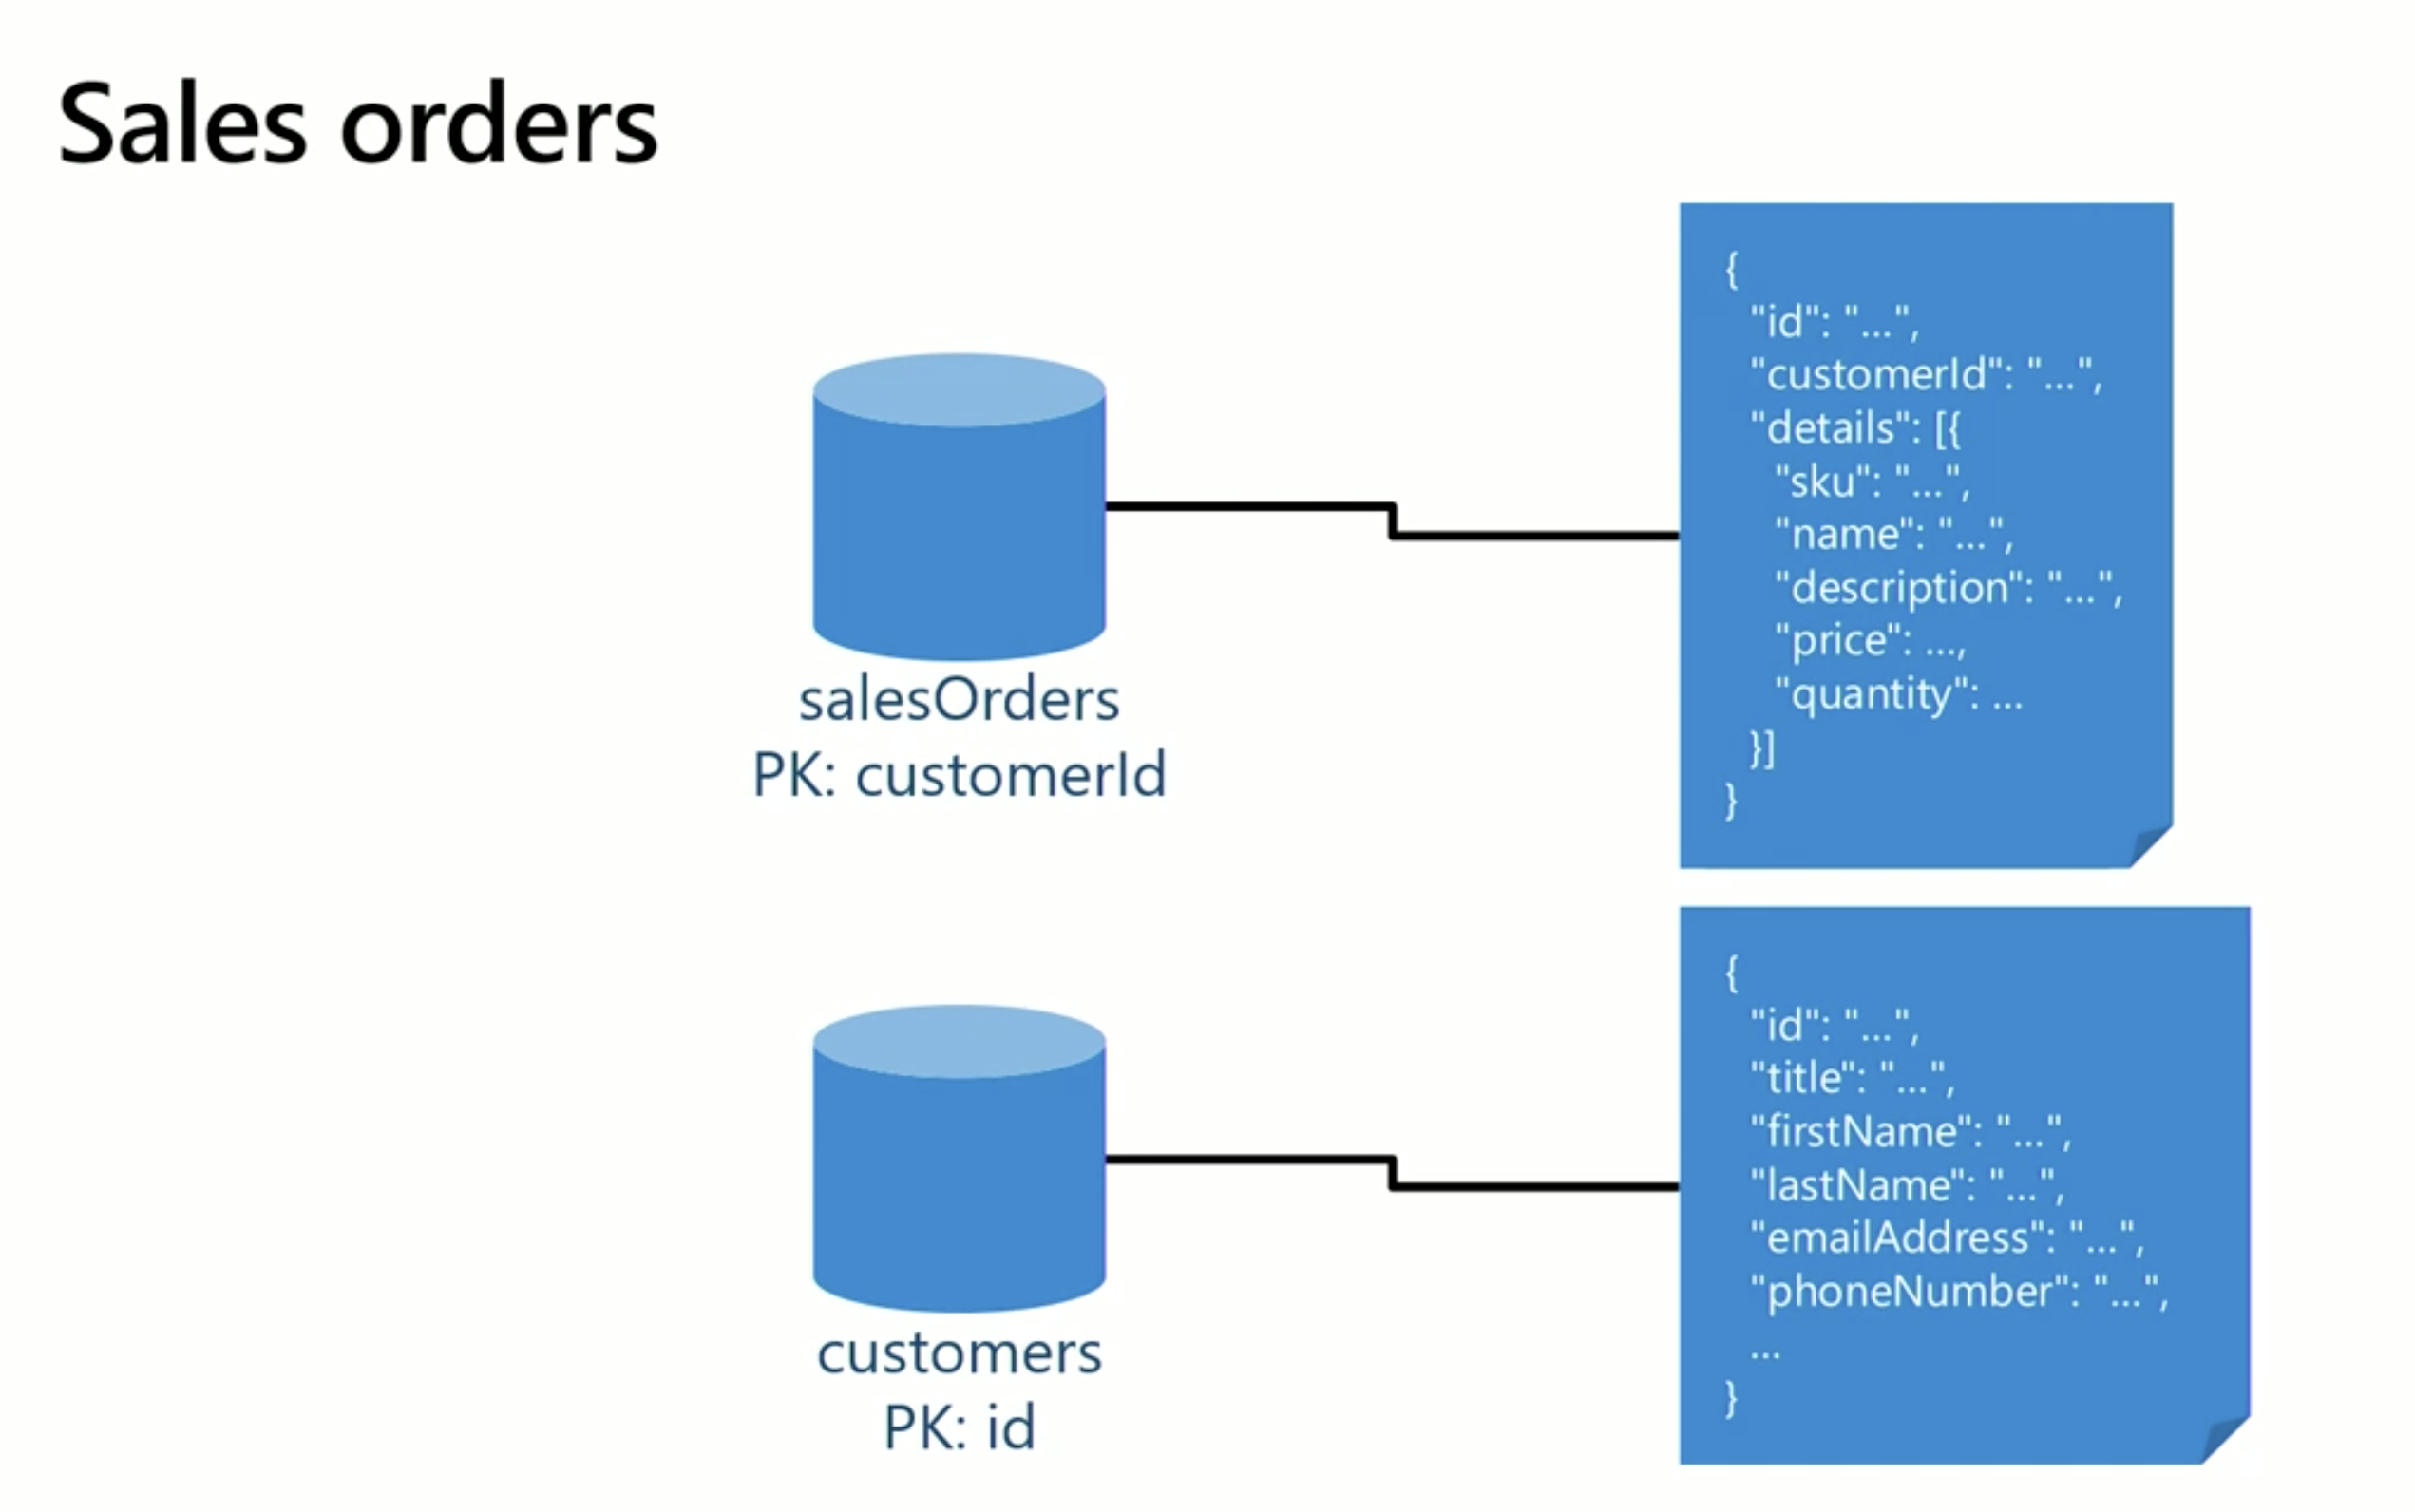 Sales orders
salesOrders
PK: customerId
{
"id": "...",
"customerId": "...",
"details": [{
"sku": "...",
"name": "...",
"description": "...",
"price": ...,
"quantity": ...
}]
}
customers
PK: id
{
"id": "...",
"title": "...",
"firstName": "...",
"lastName": "...",
"emailAddress": "...",
"phoneNumber": "...",
...
}